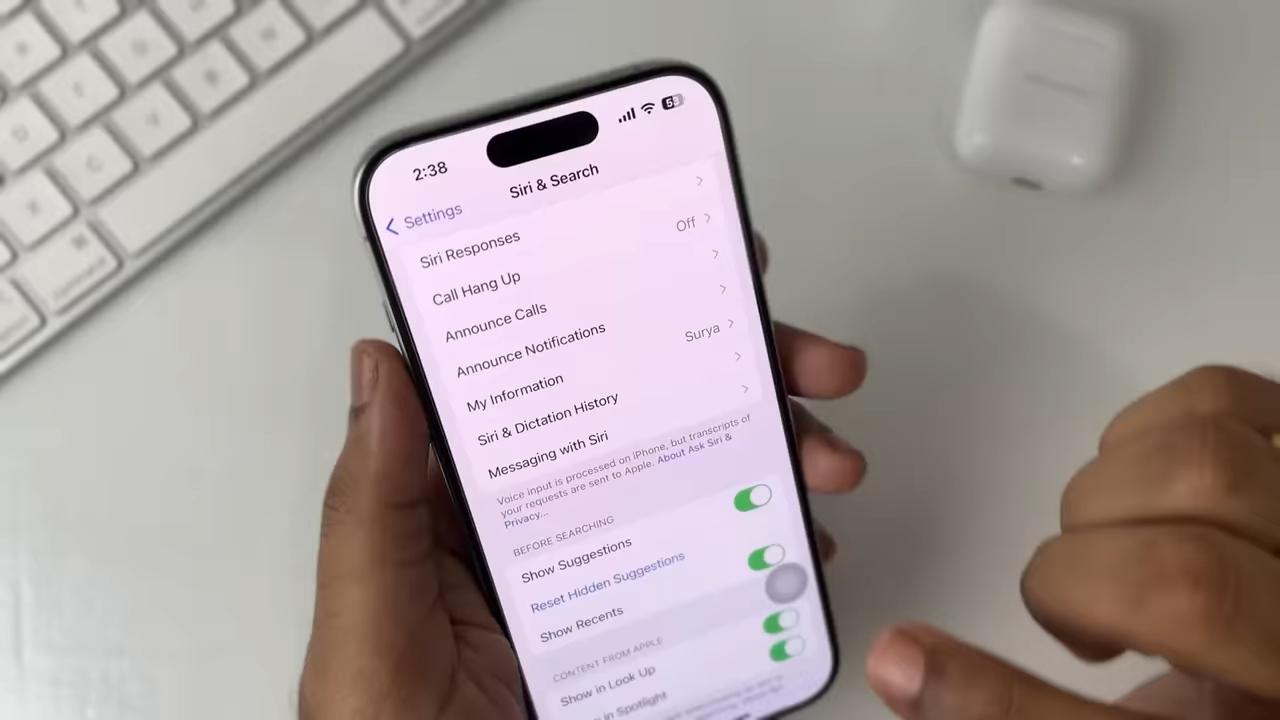 2:38
53
Settings
Siri & Search
Siri Responses
Call Hang Up Off
Announce Calls
Announce Notifications
My Information Surya
Siri & Dictation History
Messaging with Siri
Voice input is processed on iPhone, but transcripts of
your requests are sent to Apple. About Ask Siri &
Privacy...
BEFORE SEARCHING
Show Suggestions
Reset Hidden Suggestions
Show Recents
CONTENT FROM APPLE
Show in Look Up
in Spotlight
command